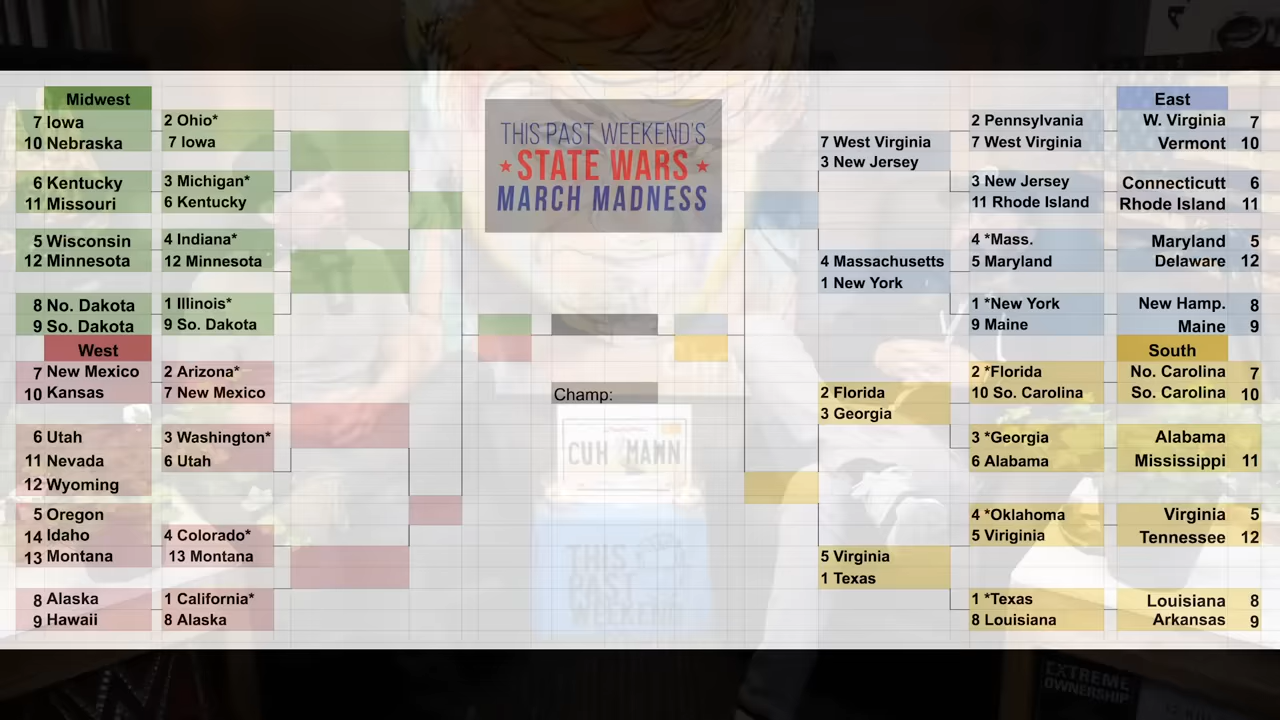 Midwest
7 Iowa
10 Nebraska
6 Kentucky
11 Missouri
5 Wisconsin
12 Minnesota
8 No. Dakota
9 So. Dakota
West
7 New Mexico
10 Kansas
6 Utah
11 Nevada
12 Wyoming
5 Oregon
14 Idaho
13 Montana
8 Alaska
9 Hawaii
2 Ohio*
7 Iowa
3 Michigan*
6 Kentucky
4 Indiana*
12 Minnesota
1 Illinois*
9 So. Dakota
2 Arizona*
7 New Mexico
3 Washington*
6 Utah
4 Colorado*
13 Montana
1 California*
8 Alaska
THIS PAST WEEKEND'S
STATE WARS
MARCH MADNESS
Champ:
CUH MANN
THIS
PAST
WEEKEND
7 West Virginia
3 New Jersey
4 Massachusetts
1 New York
2 Florida
3 Georgia
5 Virginia
1 Texas
2 Pennsylvania
7 West Virginia
3 New Jersey
11 Rhode Island
4 *Mass.
5 Maryland
1 *New York
9 Maine
2 *Florida
10 So. Carolina
3 *Georgia
6 Alabama
4 *Oklahoma
5 Viriginia
1 *Texas
8 Louisiana
East
W. Virginia 7
Vermont 10
Connecticutt 6
Rhode Island 11
Maryland 5
Delaware 12
New Hamp. 8
Maine 9
South
No. Carolina 7
So. Carolina 10
Alabama
Mississippi 11
Virginia 5
Tennessee 12
Louisiana 8
Arkansas 9
EXTREME
OWNERSHIP